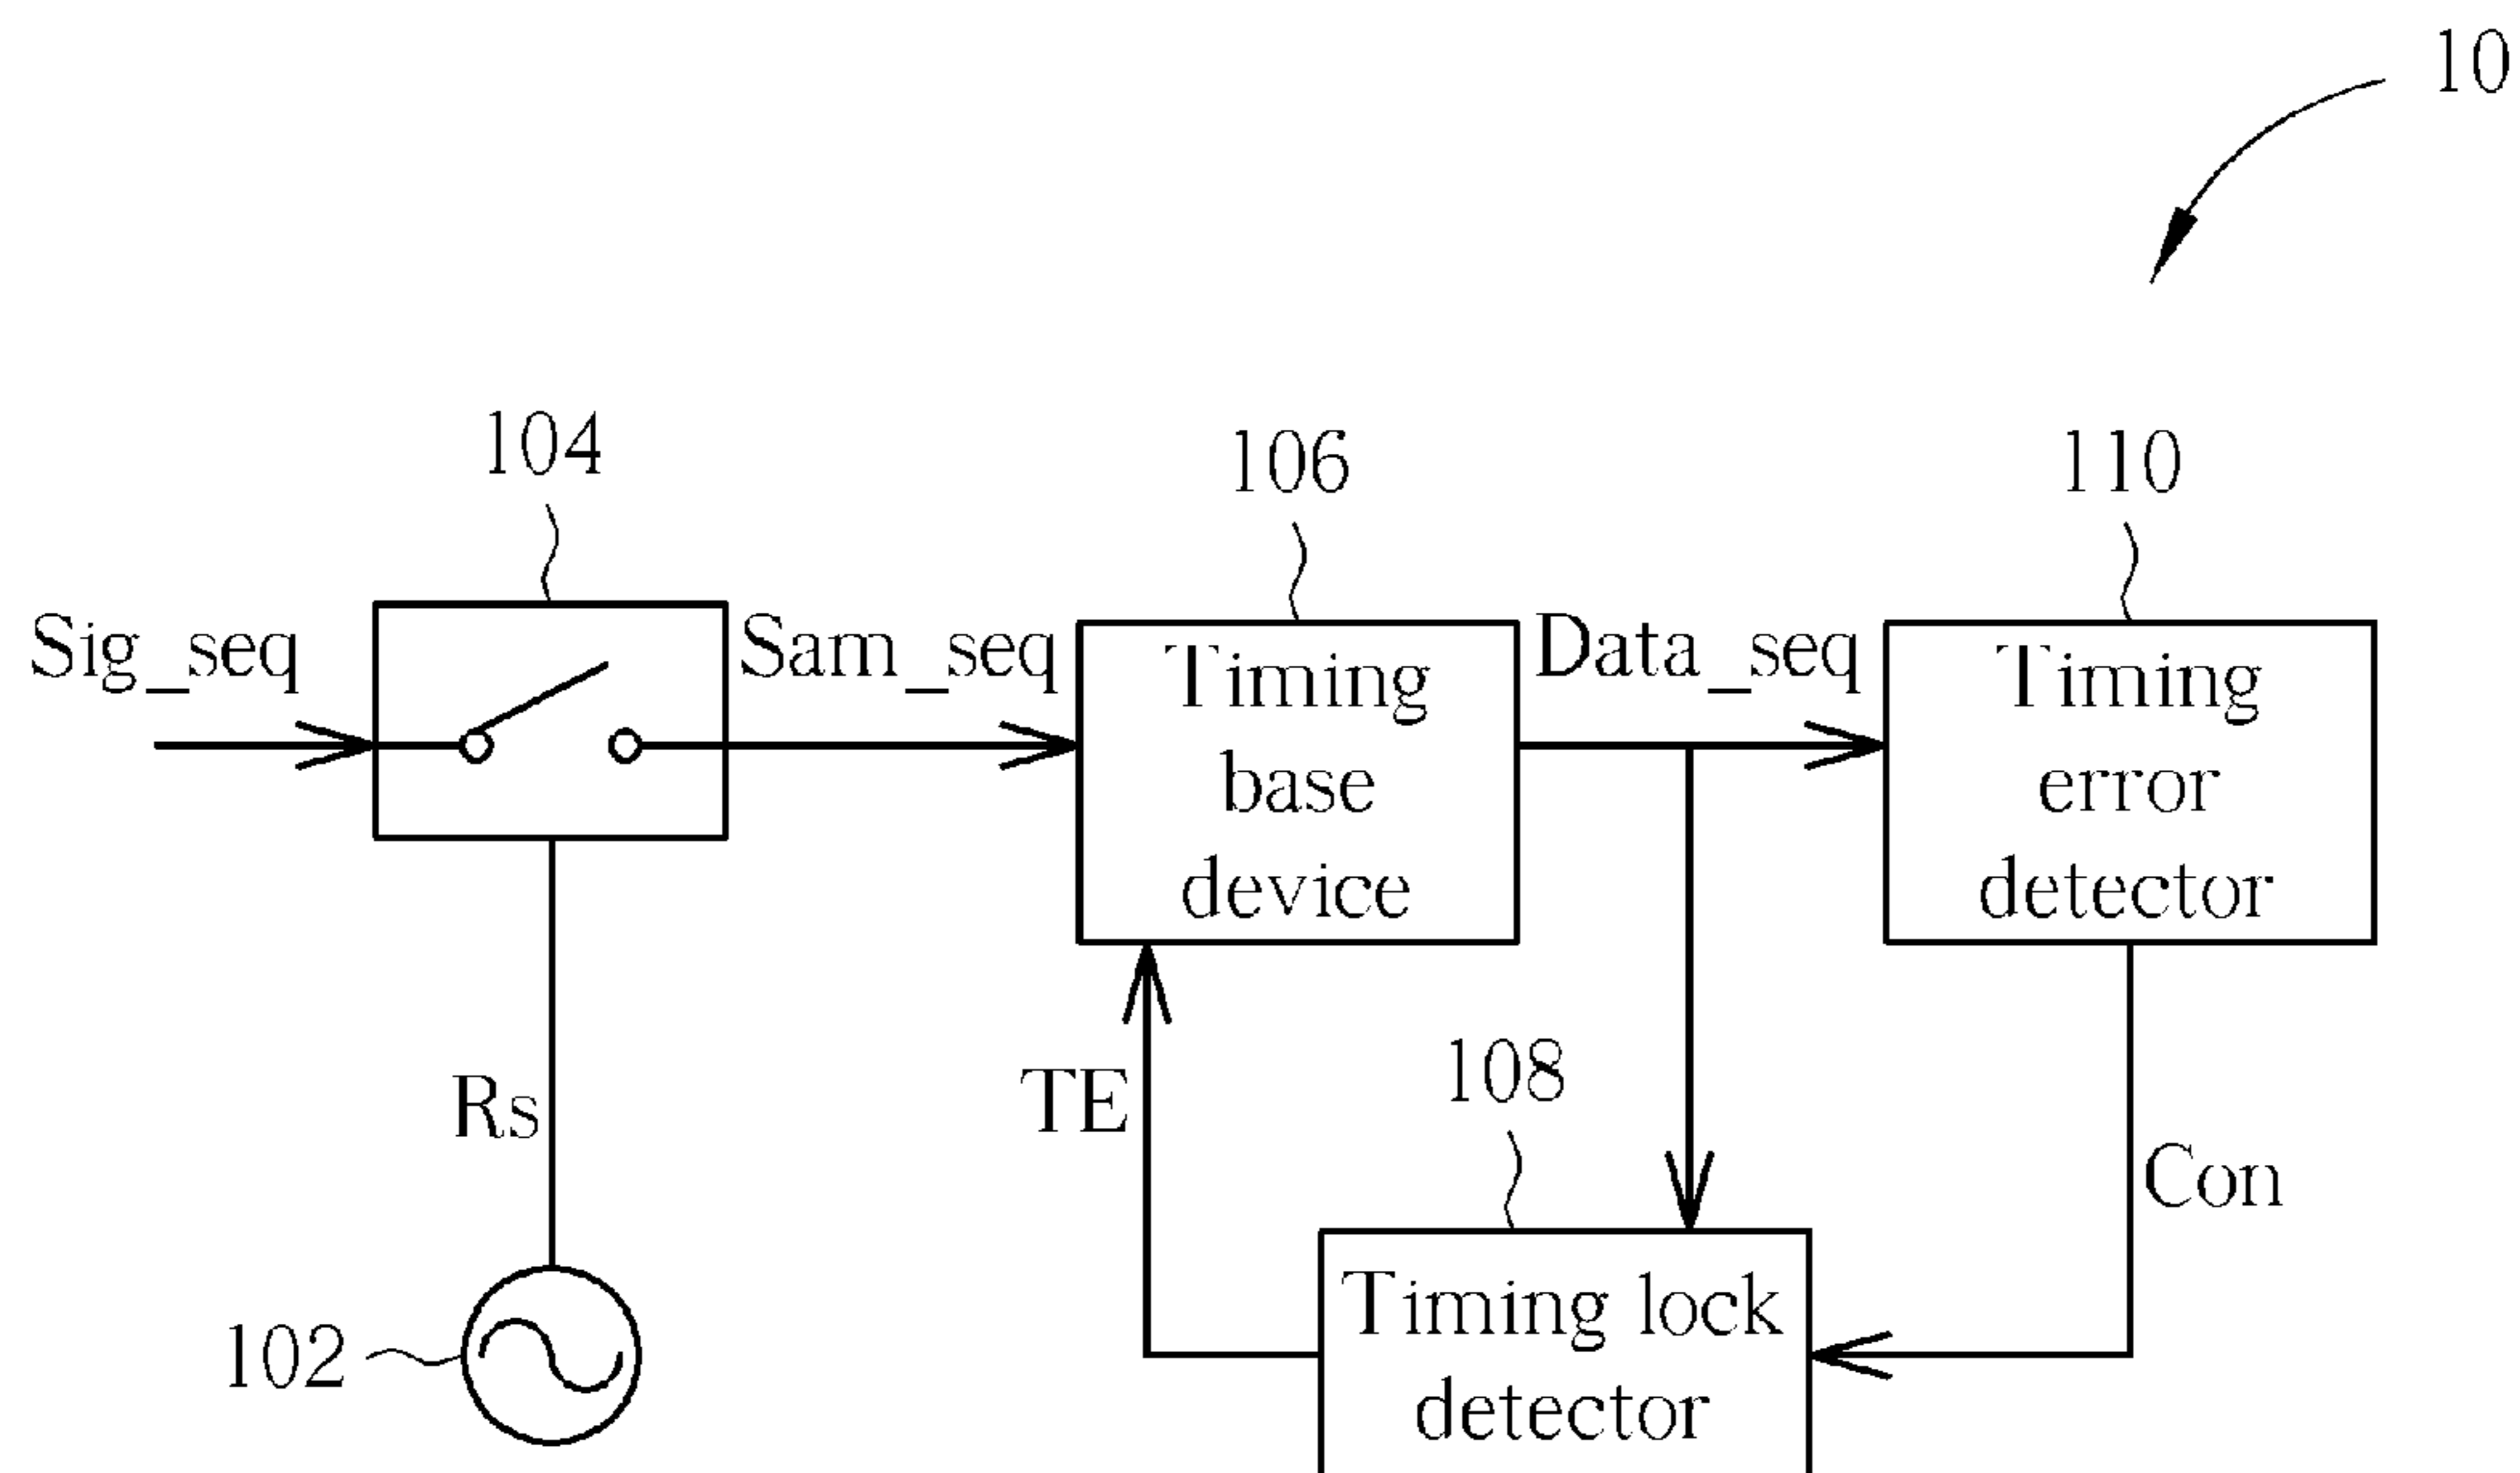 10
104
106
110
Sig_seq
Sam_seq
Timing
base
device
Data_seq
Timing
error
detector
Rs
TE
108
Con
102
Timing lock
detector